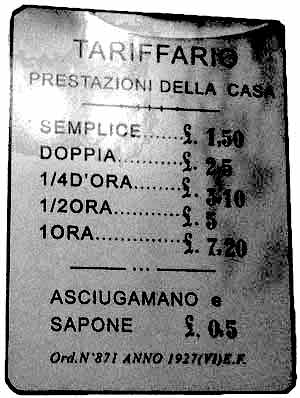 TARIFFARIO
PRESTAZIONI DELLA CASA
SEMPLICE......£. 1,50
DOPPIA..........£. 2,5
1/4D'ORA.......£. 3,10
1/2ORA..........£. 5
1ORA..............£. 7,20
ASCIUGAMANO e
SAPONE £. 0,5
Ord.N°871 ANNO 1927(VI)E.F.